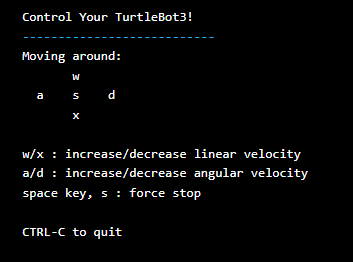 Control Your TurtleBot3!
---------------------------
Moving around:
w
a s d
x
w/x : increase/decrease linear velocity
a/d : increase/decrease angular velocity
space key, s : force stop
CTRL-C to quit